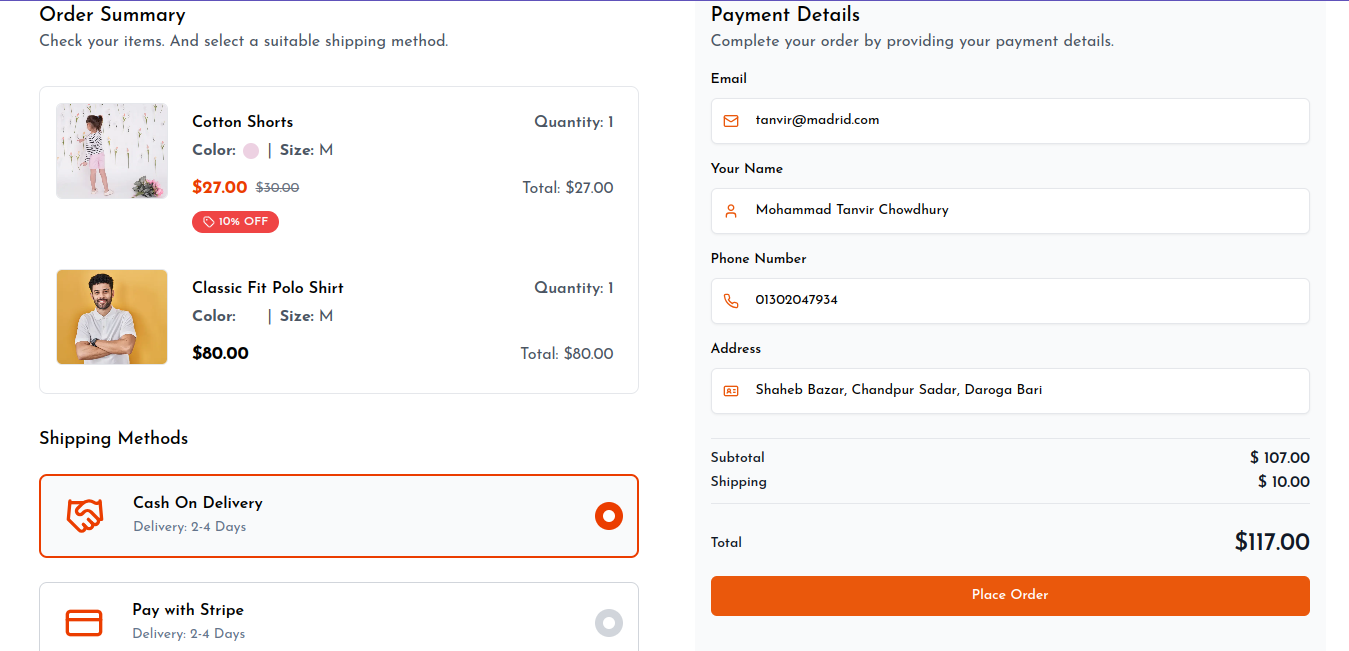 Order Summary
Check your items. And select a suitable shipping method.
Cotton Shorts
Quantity: 1
Color: | Size: M
$27.00 $30.00
Total: $27.00
10% OFF
Classic Fit Polo Shirt
Quantity: 1
Color: | Size: M
$80.00
Total: $80.00
Shipping Methods
Cash On Delivery
Delivery: 2-4 Days
Pay with Stripe
Delivery: 2-4 Days
Payment Details
Complete your order by providing your payment details.
Email
tanvir@madrid.com
Your Name
Mohammad Tanvir Chowdhury
Phone Number
01302047934
Address
Shaheb Bazar, Chandpur Sadar, Daroga Bari
Subtotal
$ 107.00
Shipping
$ 10.00
Total
$117.00
Place Order